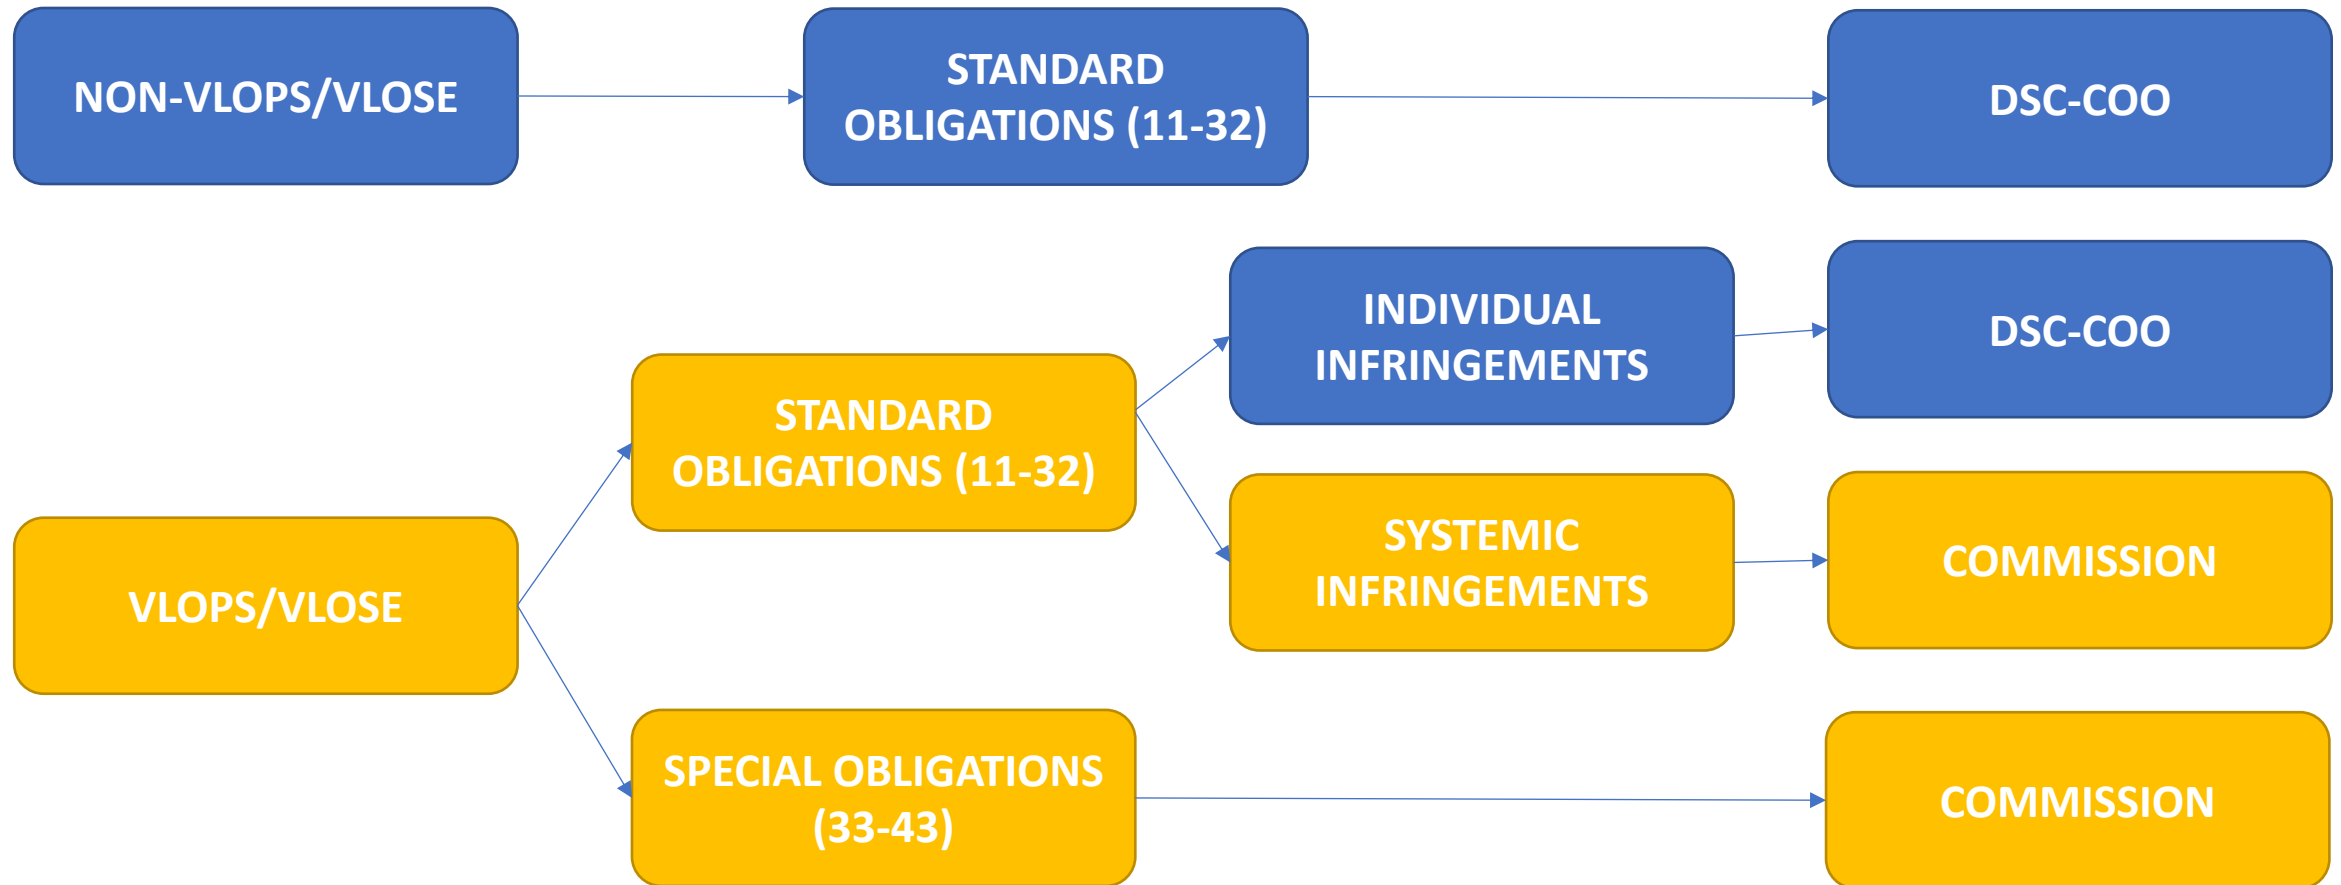 NON-VLOPS/VLOSE
STANDARD
OBLIGATIONS (11-32)
DSC-COO
INDIVIDUAL
INFRINGEMENTS
DSC-COO
STANDARD
OBLIGATIONS (11-32)
SYSTEMIC
INFRINGEMENTS
COMMISSION
VLOPS/VLOSE
SPECIAL OBLIGATIONS
(33-43)
COMMISSION